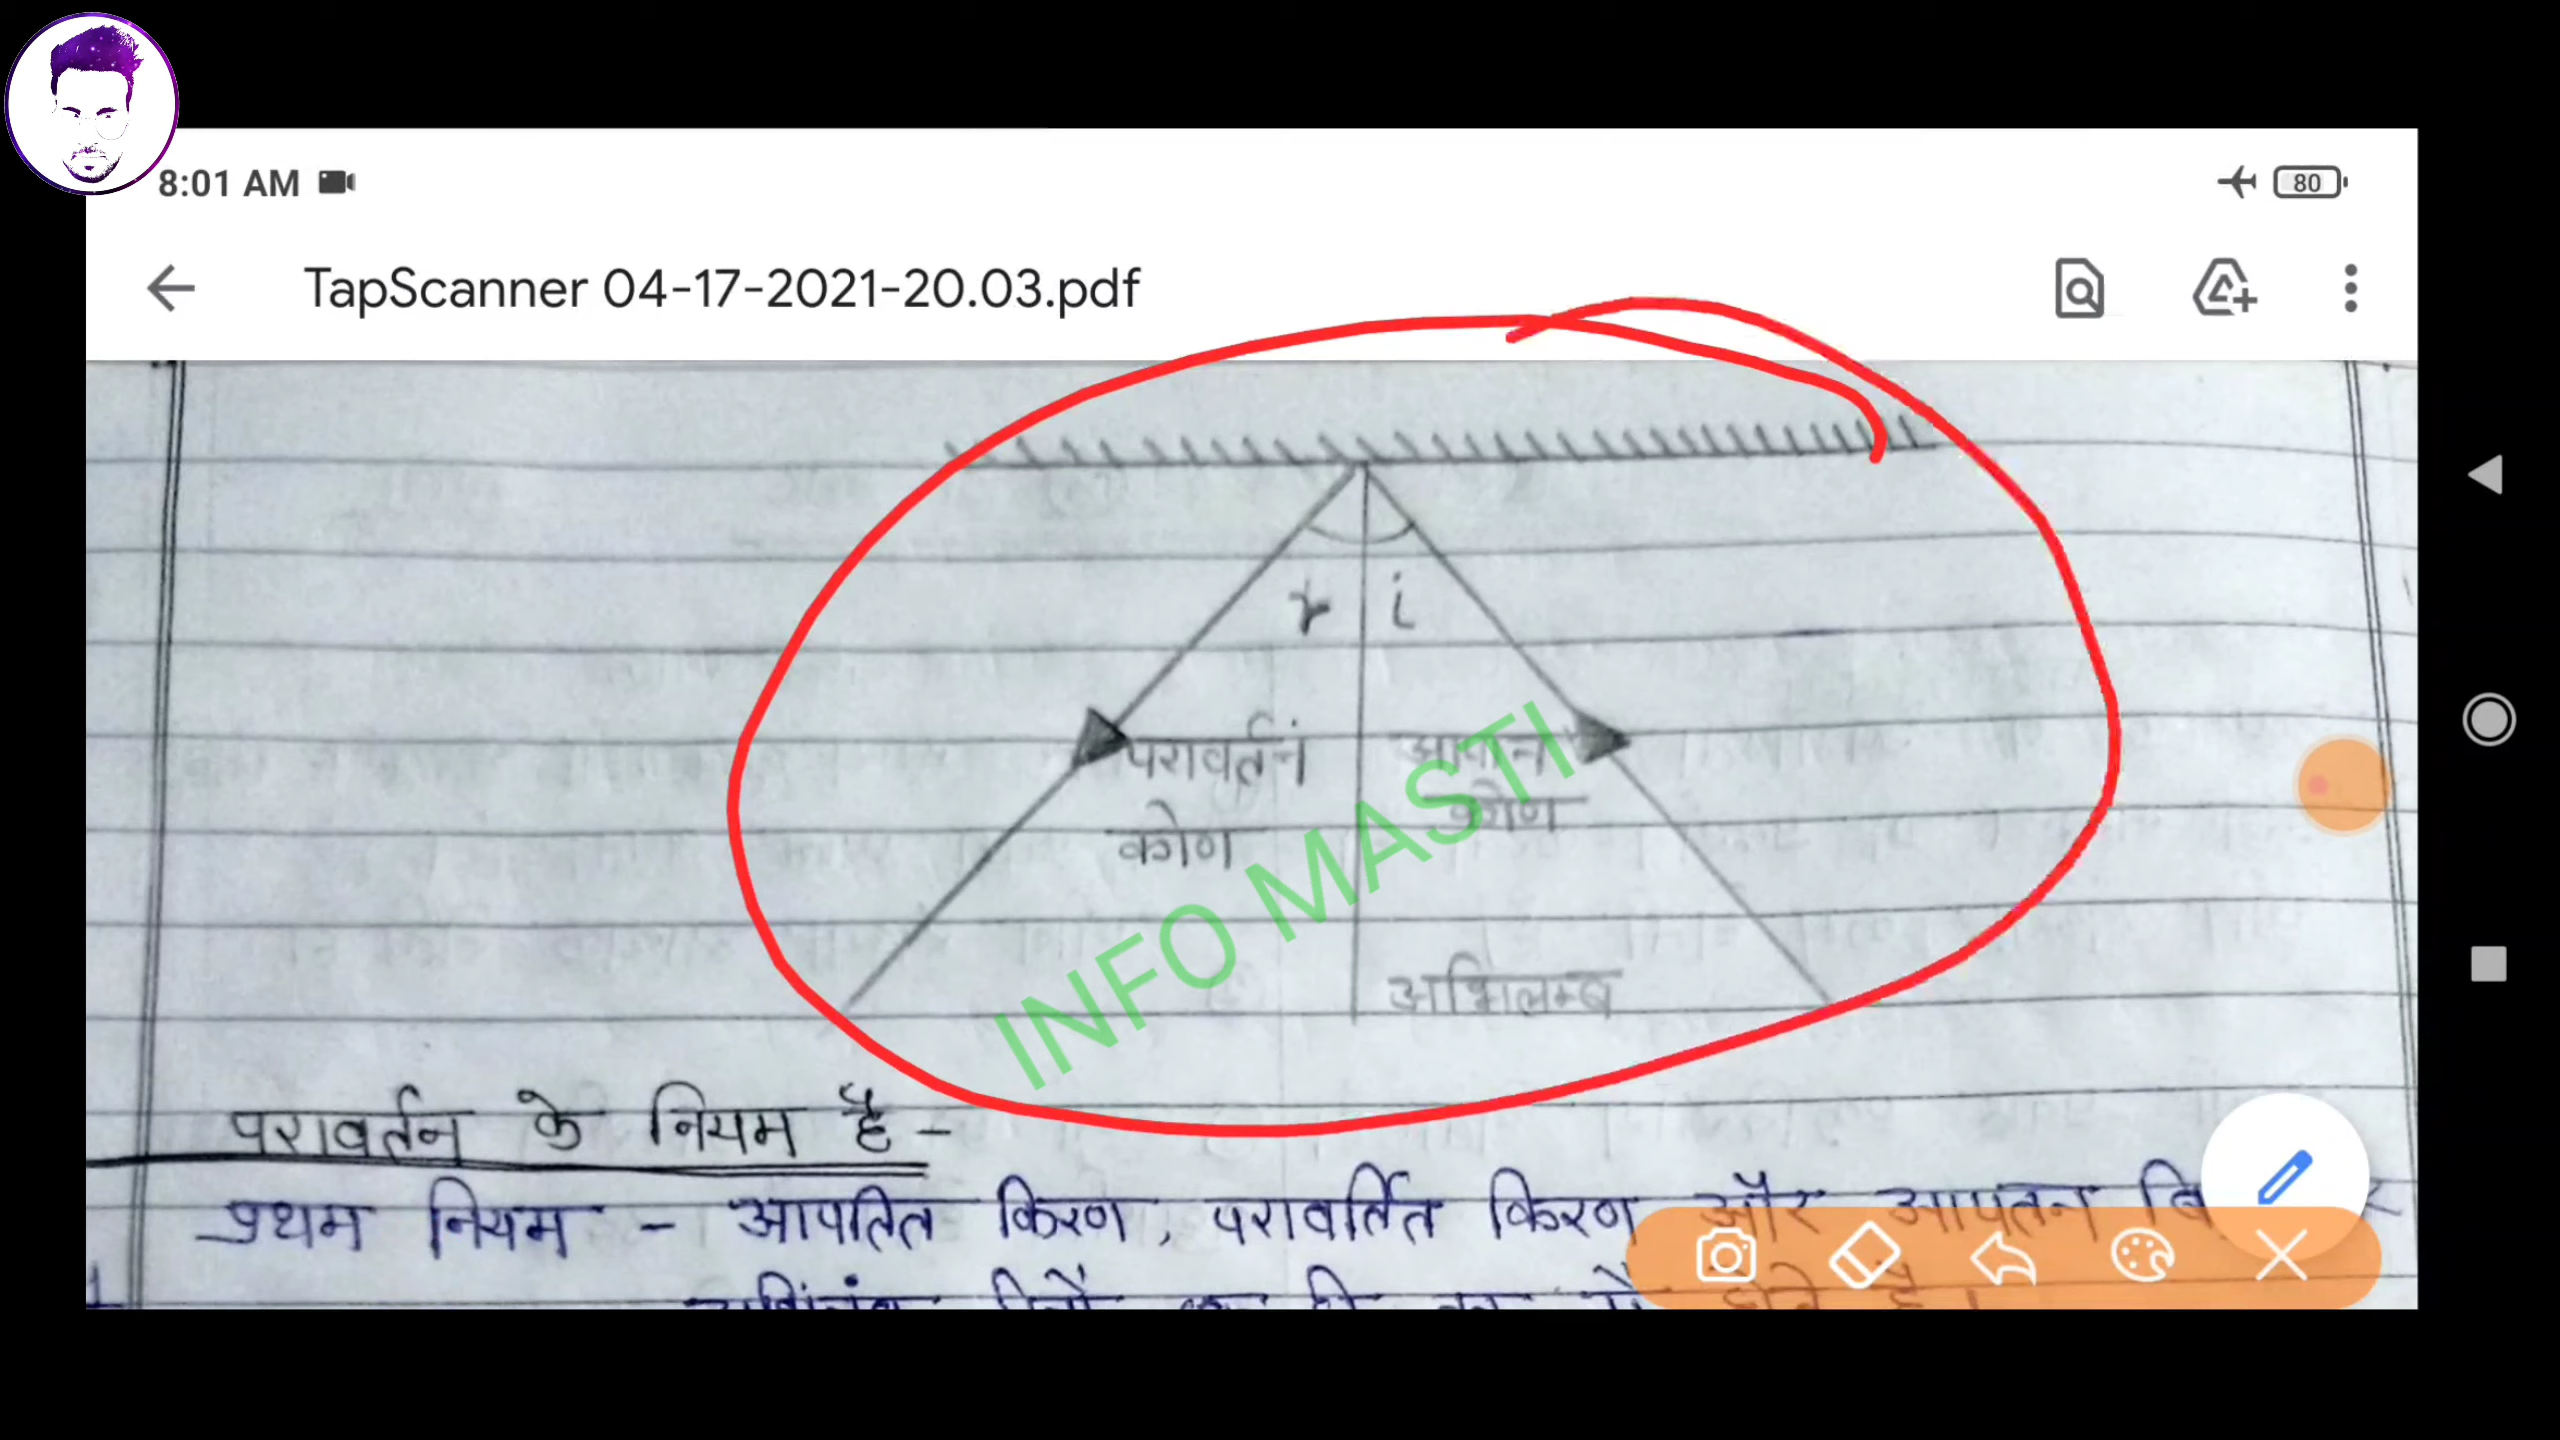 8:01 AM
80
TapScanner 04-17-2021-20.03.pdf
r i
परावर्तन
कोण
कोण
INFO MASTI
अभिलम्ब
परावर्तन के नियम है -
प्रथम नियम - आपतित किरण, परावर्तित किरण और आपतन